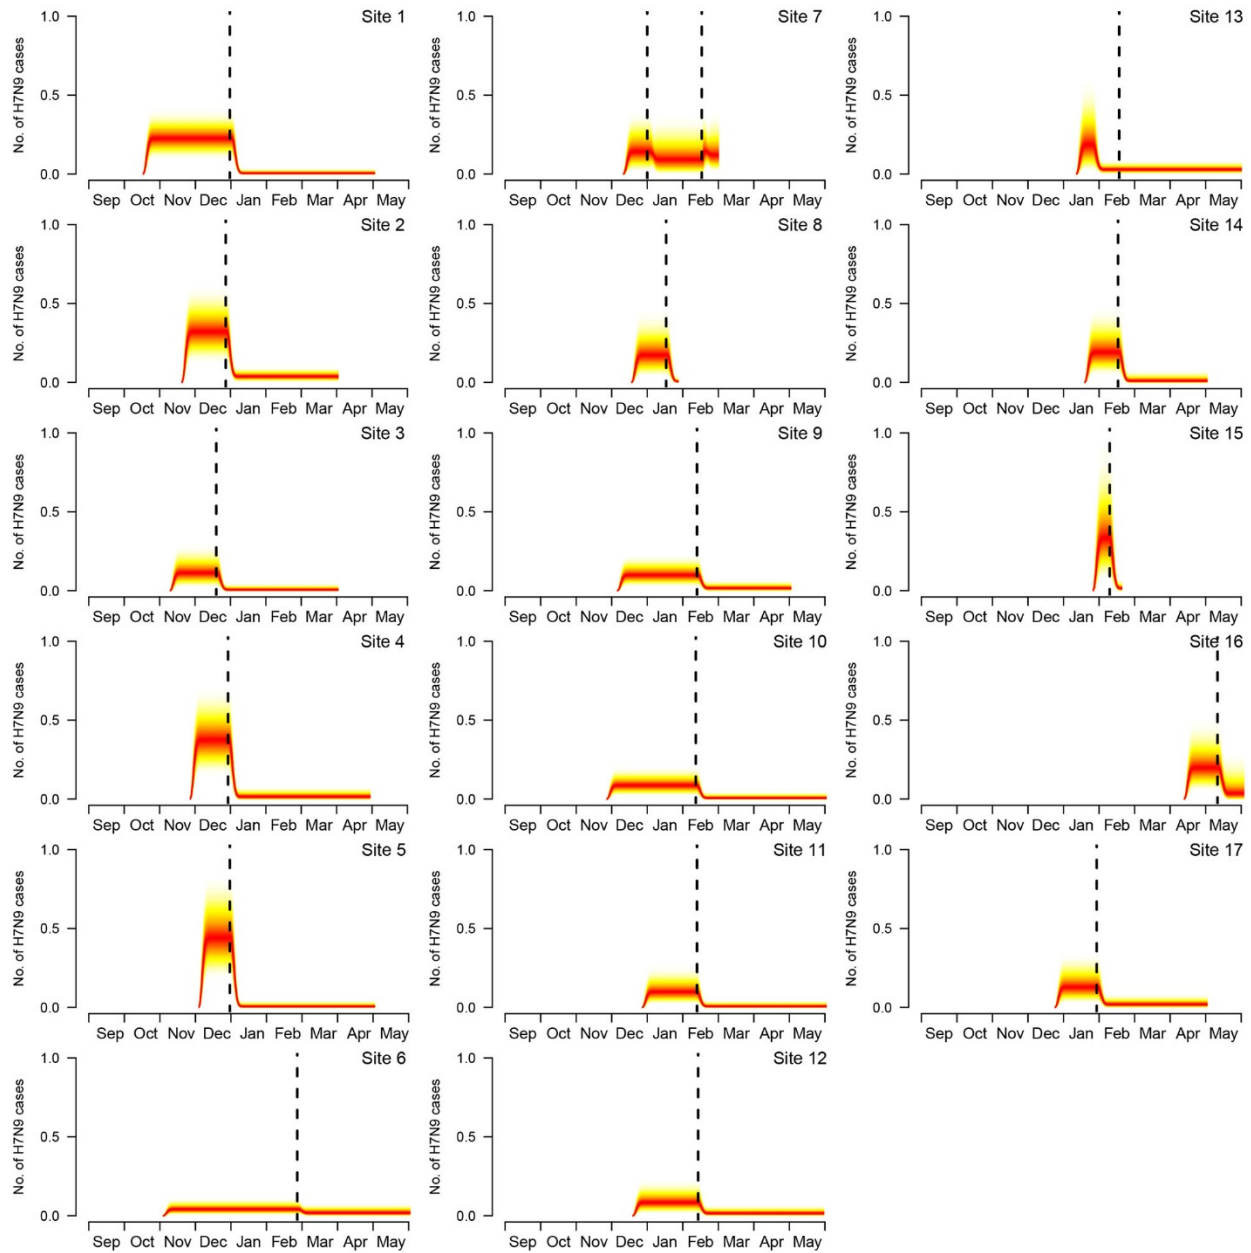 Site 1
No. of H7N9 cases
1.0
0.5
0.0
Sep Oct Nov Dec Jan Feb Mar Apr May
Site 7
No. of H7N9 cases
1.0
0.5
0.0
Sep Oct Nov Dec Jan Feb Mar Apr May
Site 13
No. of H7N9 cases
1.0
0.5
0.0
Sep Oct Nov Dec Jan Feb Mar Apr May
Site 2
No. of H7N9 cases
1.0
0.5
0.0
Sep Oct Nov Dec Jan Feb Mar Apr May
Site 8
No. of H7N9 cases
1.0
0.5
0.0
Sep Oct Nov Dec Jan Feb Mar Apr May
Site 14
No. of H7N9 cases
1.0
0.5
0.0
Sep Oct Nov Dec Jan Feb Mar Apr May
Site 3
No. of H7N9 cases
1.0
0.5
0.0
Sep Oct Nov Dec Jan Feb Mar Apr May
Site 9
No. of H7N9 cases
1.0
0.5
0.0
Sep Oct Nov Dec Jan Feb Mar Apr May
Site 15
No. of H7N9 cases
1.0
0.5
0.0
Sep Oct Nov Dec Jan Feb Mar Apr May
Site 4
No. of H7N9 cases
1.0
0.5
0.0
Sep Oct Nov Dec Jan Feb Mar Apr May
Site 10
No. of H7N9 cases
1.0
0.5
0.0
Sep Oct Nov Dec Jan Feb Mar Apr May
Site 16
No. of H7N9 cases
1.0
0.5
0.0
Sep Oct Nov Dec Jan Feb Mar Apr May
Site 5
No. of H7N9 cases
1.0
0.5
0.0
Sep Oct Nov Dec Jan Feb Mar Apr May
Site 11
No. of H7N9 cases
1.0
0.5
0.0
Sep Oct Nov Dec Jan Feb Mar Apr May
Site 17
No. of H7N9 cases
1.0
0.5
0.0
Sep Oct Nov Dec Jan Feb Mar Apr May
Site 6
No. of H7N9 cases
1.0
0.5
0.0
Sep Oct Nov Dec Jan Feb Mar Apr May
Site 12
No. of H7N9 cases
1.0
0.5
0.0
Sep Oct Nov Dec Jan Feb Mar Apr May